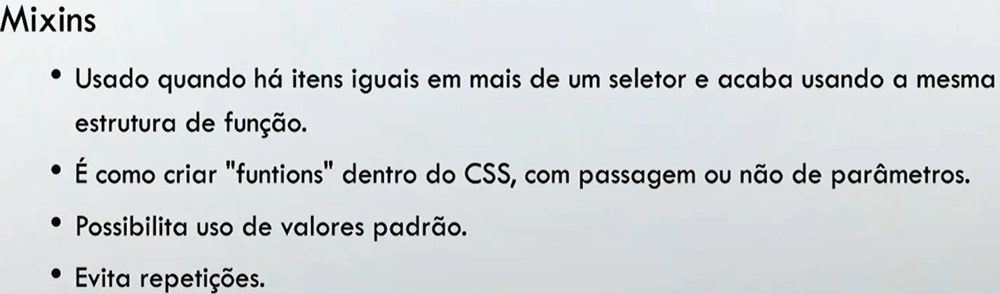 Mixins
• Usado quando há itens iguais em mais de um seletor e acaba usando a mesma
estrutura de função.
• É como criar "funtions" dentro do CSS, com passagem ou não de parâmetros.
• Possibilita uso de valores padrão.
• Evita repetições.